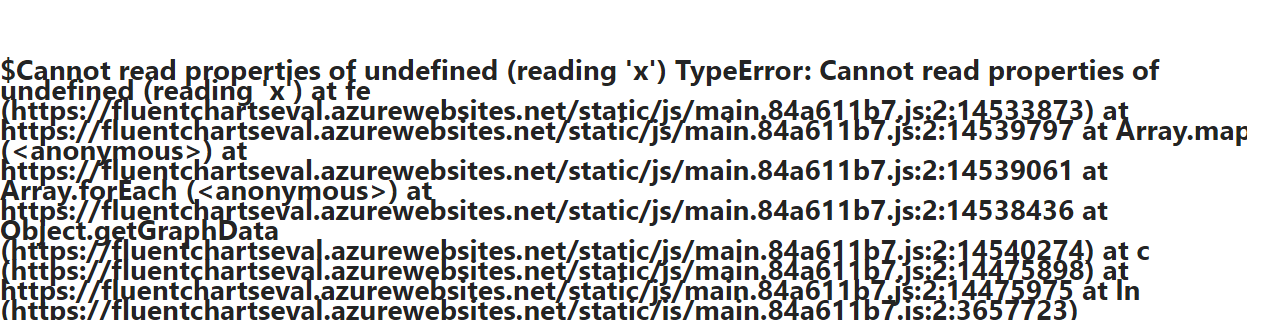 $Cannot read properties of undefined (reading 'x') TypeError: Cannot read properties of
undefined (reading 'x') at fe
(https://fluentchartseval.azurewebsites.net/static/js/main.84a611b7.js:2:14533873) at
https://fluentchartseval.azurewebsites.net/static/js/main.84a611b7.js:2:14539797 at Array.map
(<anonymous>) at
https://fluentchartseval.azurewebsites.net/static/js/main.84a611b7.js:2:14539061 at
Array.forEach (<anonymous>) at
https://fluentchartseval.azurewebsites.net/static/js/main.84a611b7.js:2:14538436 at
Object.getGraphData
(https://fluentchartseval.azurewebsites.net/static/js/main.84a611b7.js:2:14540274) at c
(https://fluentchartseval.azurewebsites.net/static/js/main.84a611b7.js:2:14475898) at
https://fluentchartseval.azurewebsites.net/static/js/main.84a611b7.js:2:14475975 at ln
(https://fluentchartseval.azurewebsites.net/static/js/main.84a611b7.js:2:3657723)